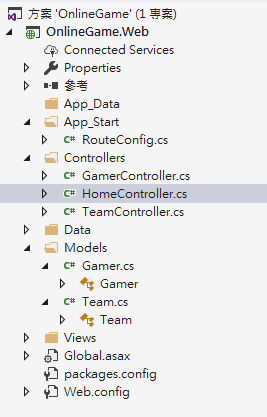 方案 'OnlineGame' (1 專案)
OnlineGame.Web
Connected Services
Properties
參考
App_Data
App_Start
C# RouteConfig.cs
Controllers
C# GamerController.cs
C# HomeController.cs
C# TeamController.cs
Data
Models
C# Gamer.cs
Gamer
C# Team.cs
Team
Views
Global.asax
packages.config
Web.config